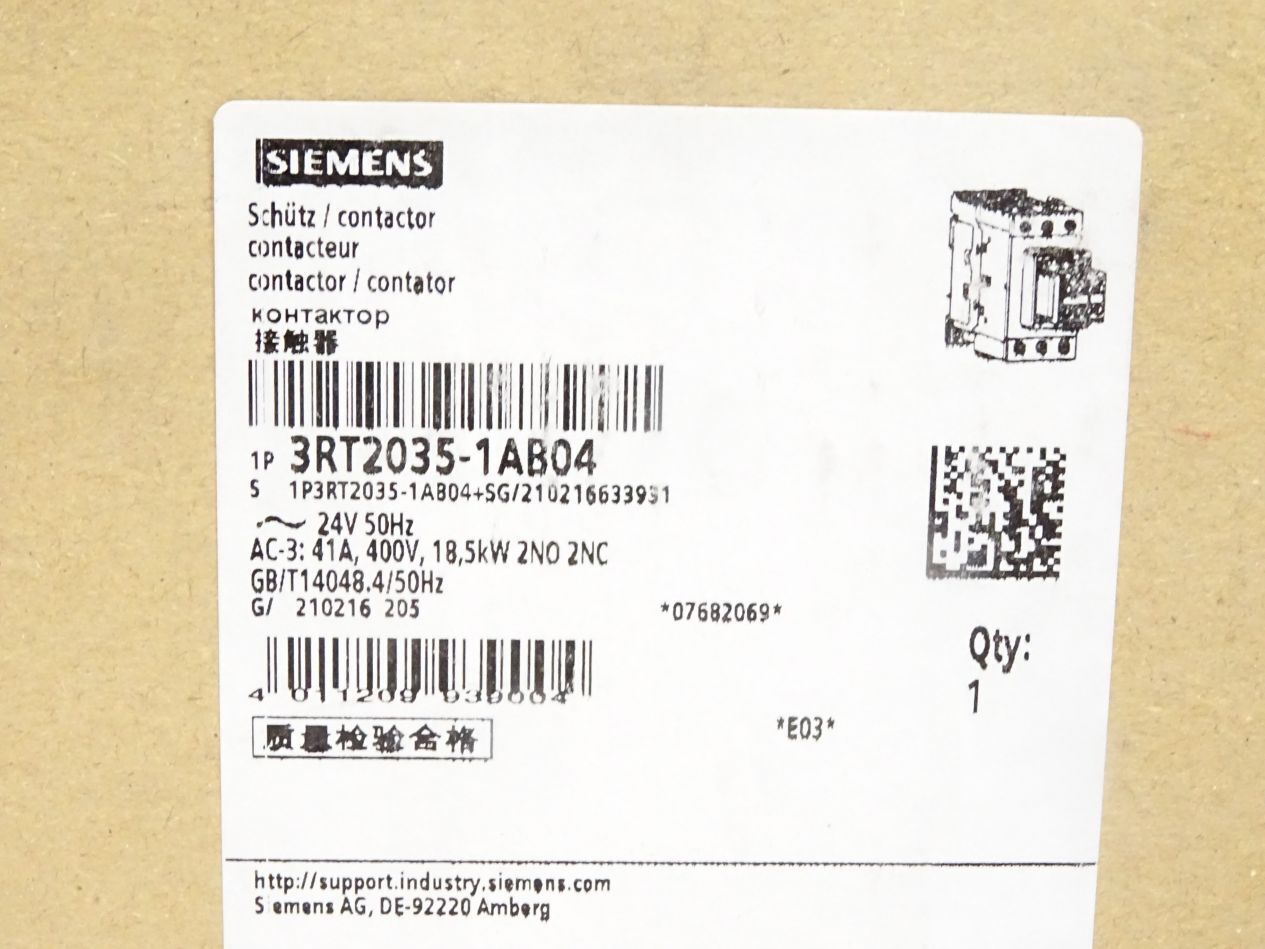 SIEMENS
Schütz / contactor
contacteur
contactor / contator
контактор
接触器
1P 3RT2035-1AB04
S 1P3RT2035-1AB04+SG/210216633931
24V 50Hz
AC-3: 41A, 400V, 18,5kW 2NO 2NC
GB/T14048.4/50Hz
G/ 210216 205
*07682069*
Qty:
1
4 011209 939004
质量检验合格
*E03*
http://support.industry.siemens.com
Siemens AG, DE-92220 Amberg